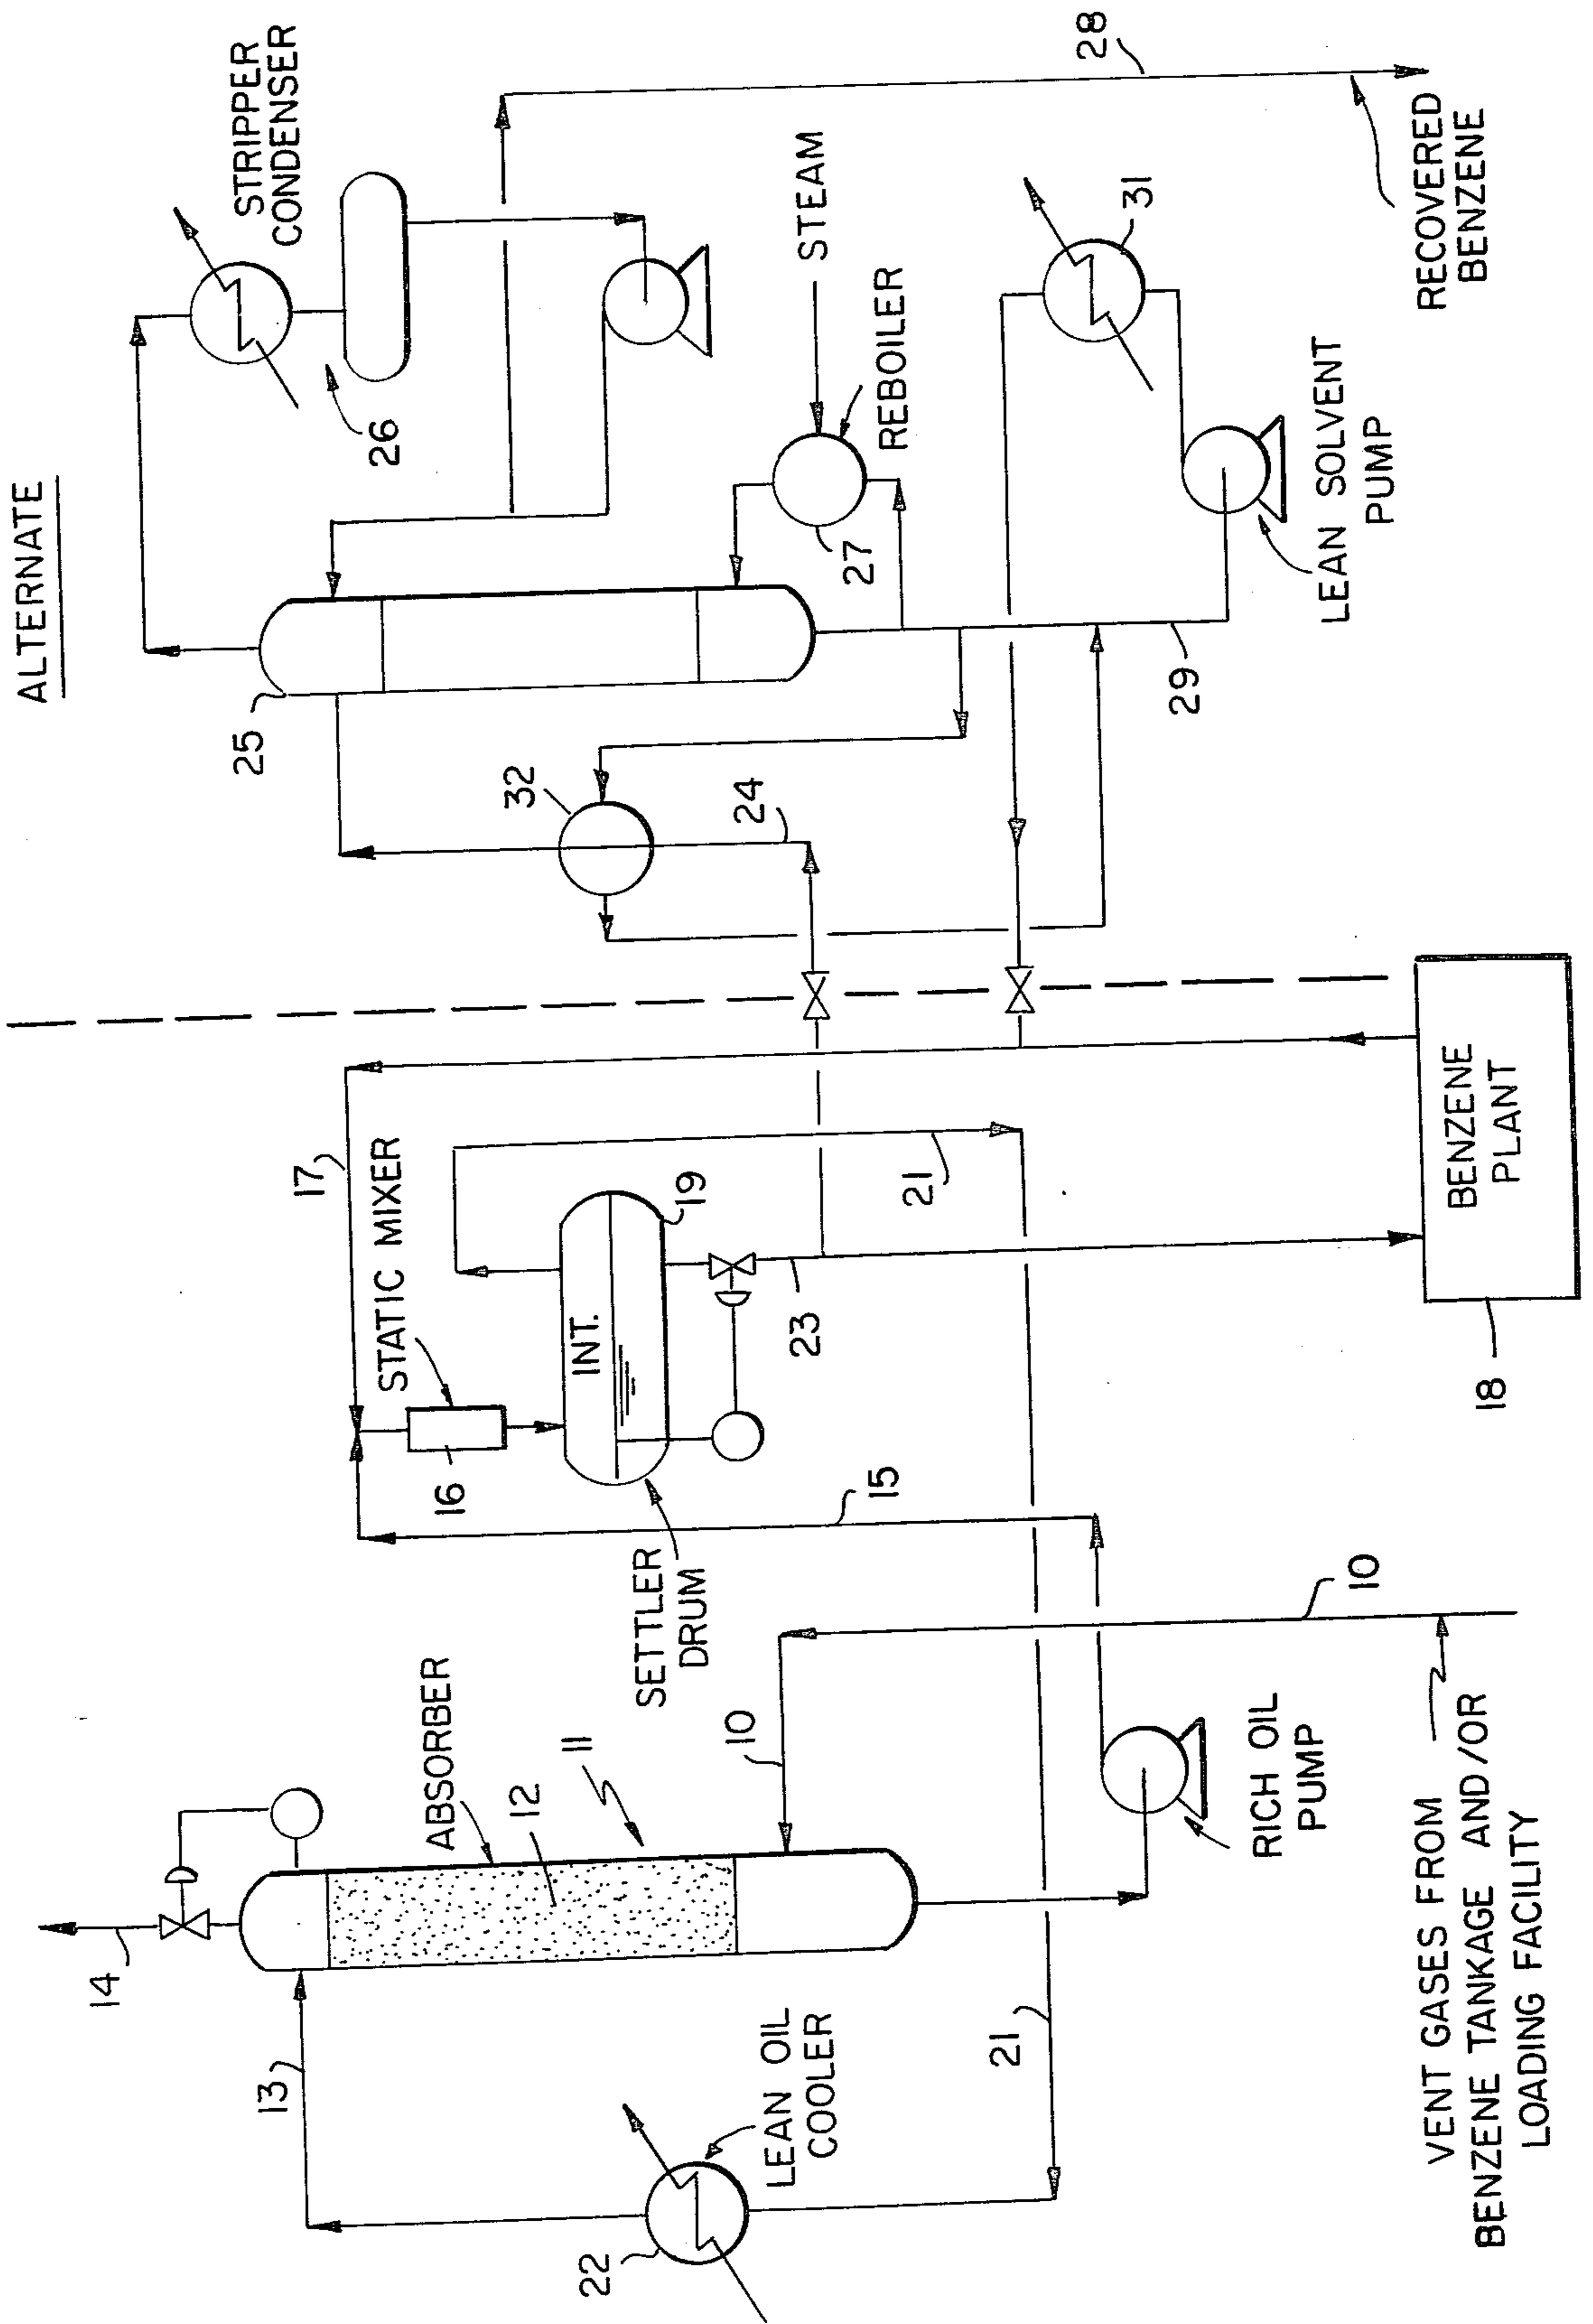 ALTERNATE
14
13
22
LEAN OIL
COOLER
ABSORBER
12
11
10
21
RICH OIL
PUMP
VENT GASES FROM
BENZENE TANKAGE AND/OR
LOADING FACILITY
10
17
STATIC MIXER
16
INT.
19
SETTLER
DRUM
15
21
23
18
BENZENE
PLANT
25
32
24
26
STRIPPER
CONDENSER
STEAM
REBOILER
27
29
31
LEAN SOLVENT
PUMP
28
RECOVERED
BENZENE